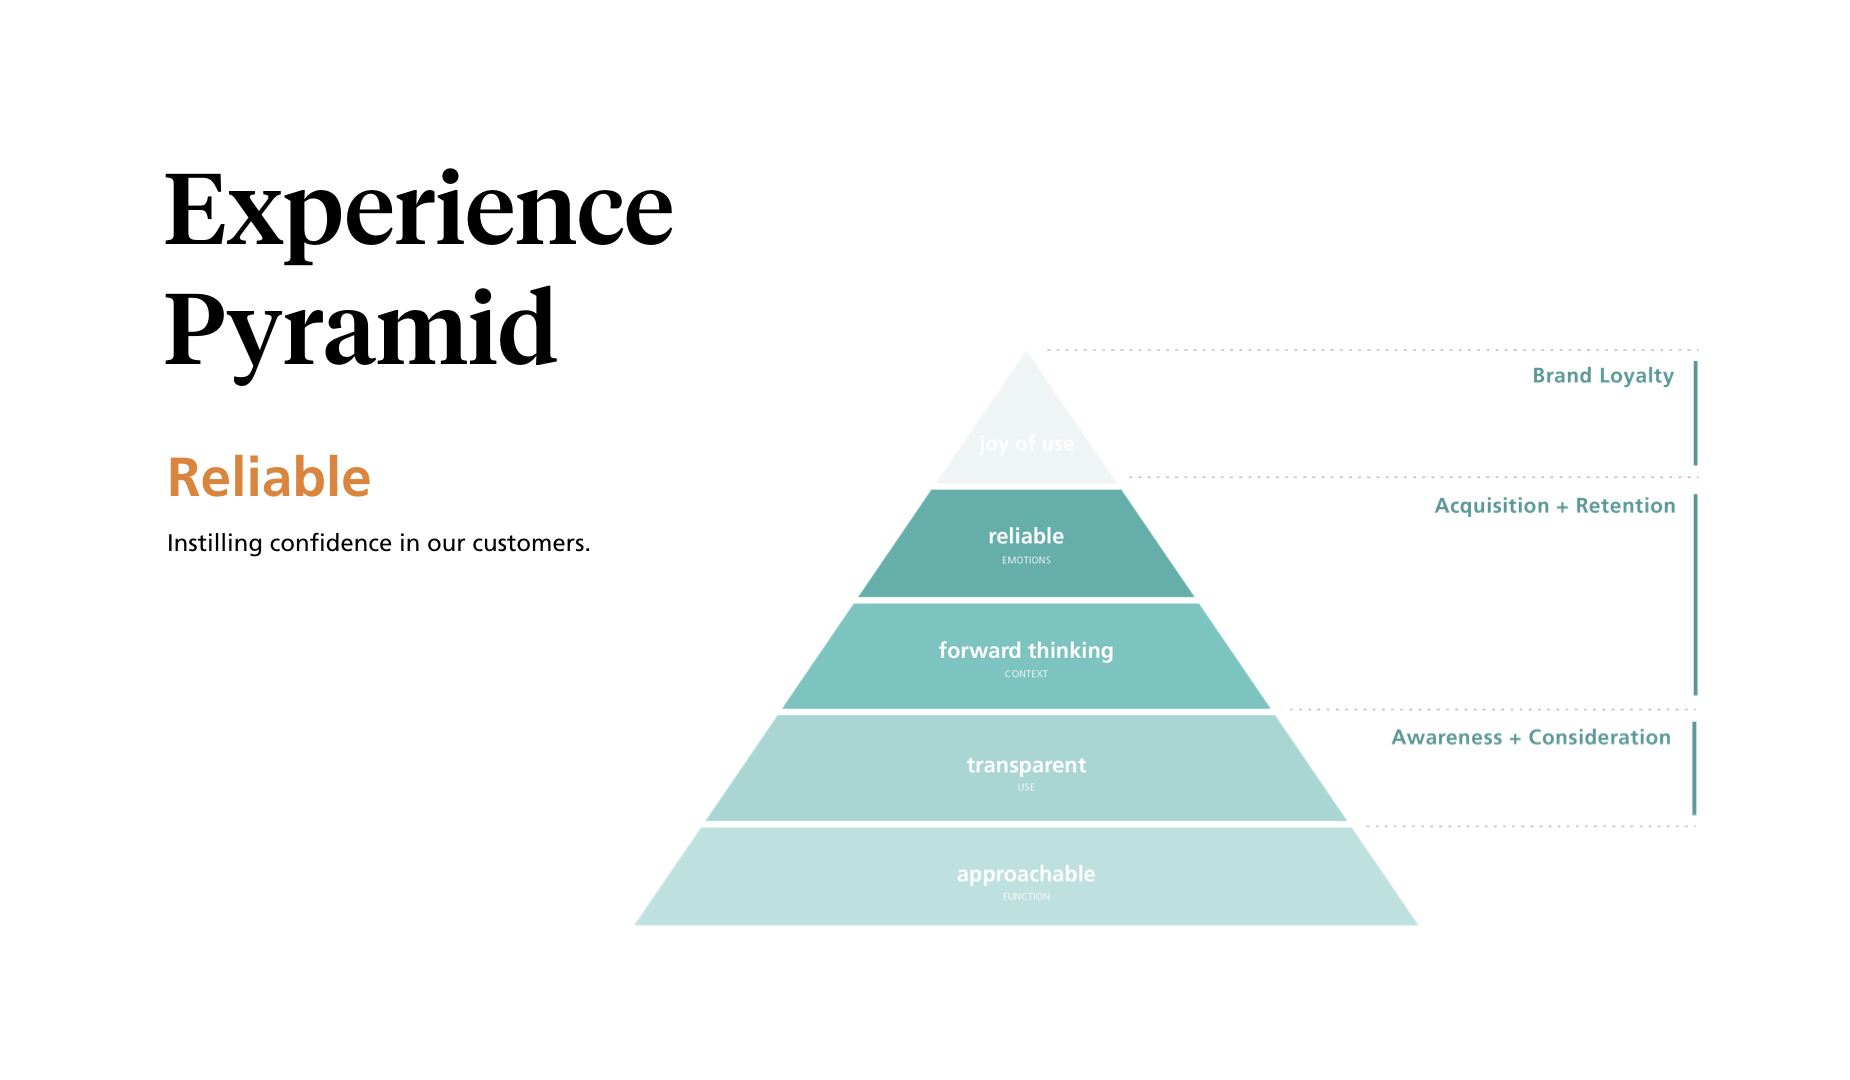 Experience
Pyramid
Reliable
Instilling confidence in our customers.
joy of use
reliable
EMOTIONS
forward thinking
CONTEXT
transparent
USE
approachable
FUNCTION
Brand Loyalty
Acquisition + Retention
Awareness + Consideration